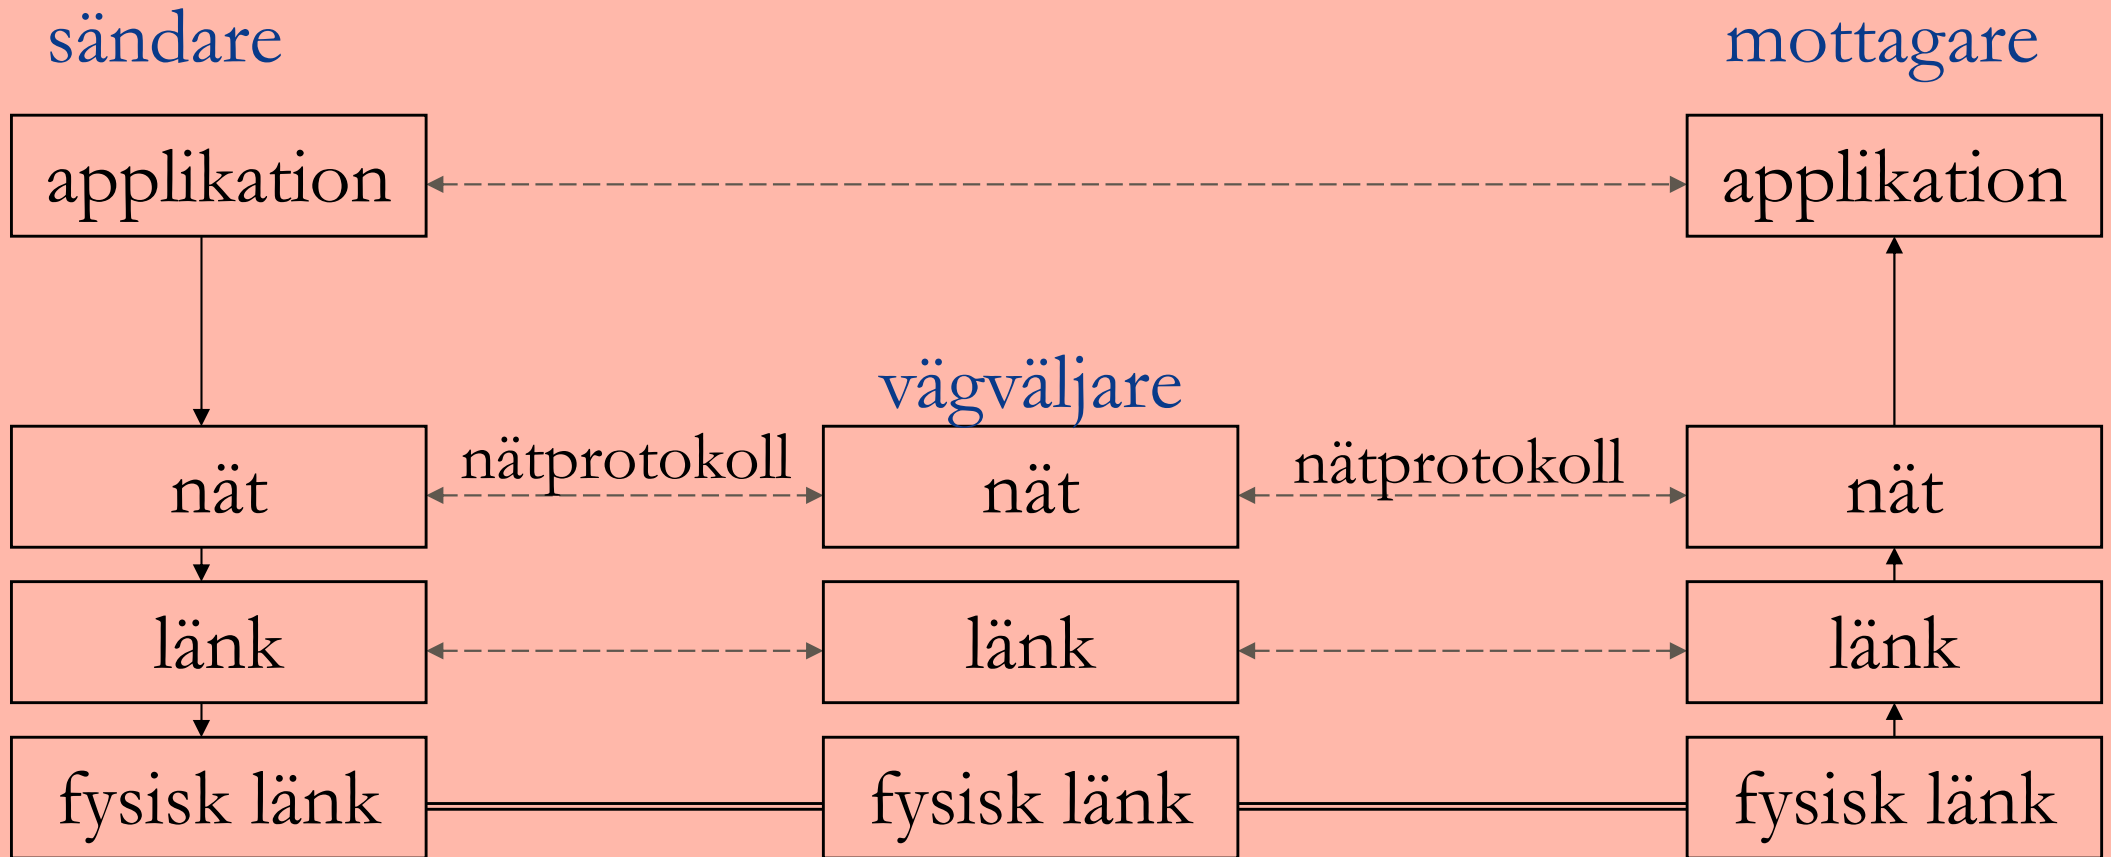 sändare
mottagare
applikation
applikation
vägväljare
nät
nätprotokoll
nät
nätprotokoll
nät
länk
länk
länk
fysisk länk
fysisk länk
fysisk länk